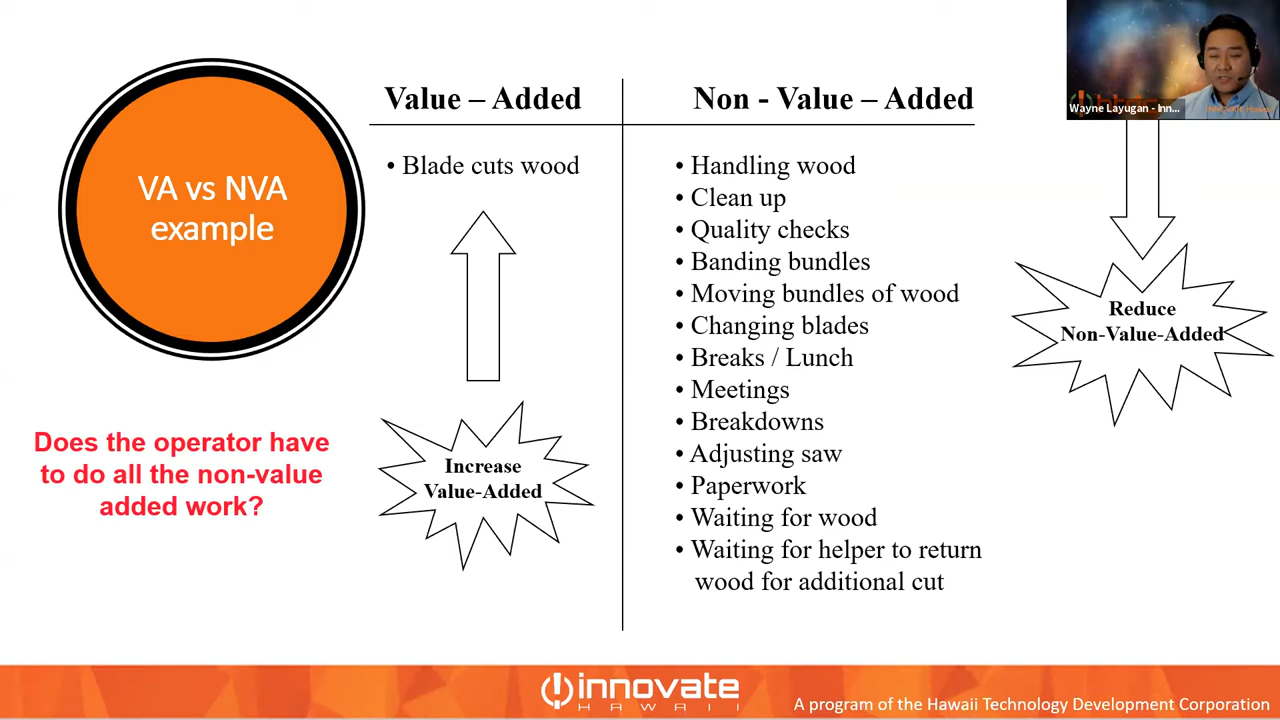 VA vs NVA
example
Does the operator have
to do all the non-value
added work?
Value – Added
• Blade cuts wood
Increase
Value-Added
Non - Value – Added
• Handling wood
• Clean up
• Quality checks
• Banding bundles
• Moving bundles of wood
• Changing blades
• Breaks / Lunch
• Meetings
• Breakdowns
• Adjusting saw
• Paperwork
• Waiting for wood
• Waiting for helper to return
wood for additional cut
Wayne Layugan - Inn...
Reduce
Non-Value-Added
innovate
HAWAII
A program of the Hawaii Technology Development Corporation